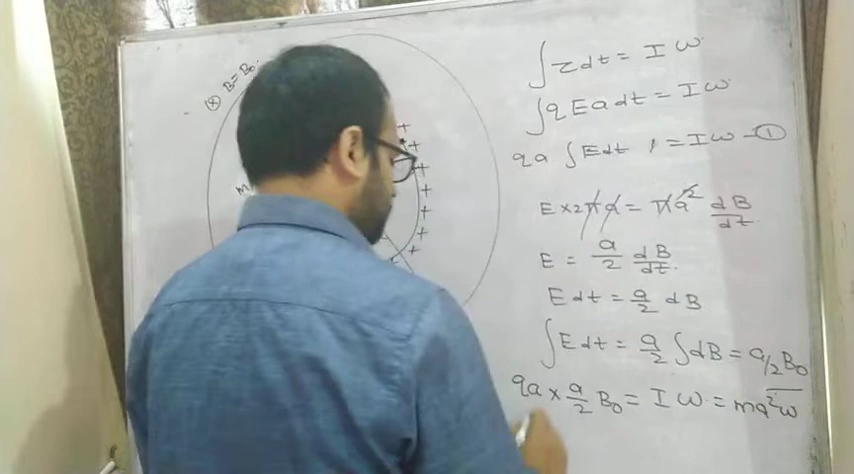 ⊗ B=B₀
m
+
+
+
+
+
+
+
+
∫τdt = Iω
∫qEadt = Iω
qa ∫Edt = Iω -①
E×2πa = πa² dB/dt
E = a/2 dB/dt.
Edt = a/2 dB
∫Edt = a/2 ∫dB = a/2 B₀
qa × a/2 B₀ = Iω = ma²ω